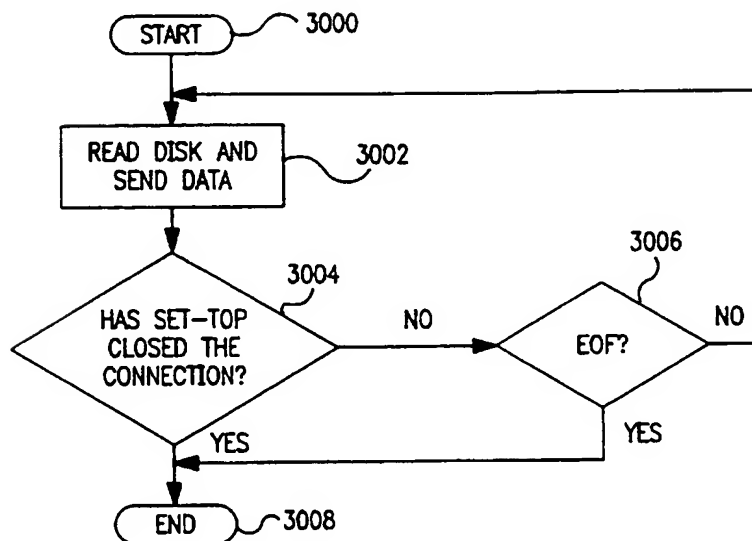 START
3000
READ DISK AND
SEND DATA
3002
3004
HAS SET-TOP
CLOSED THE
CONNECTION?
NO
3006
EOF?
NO
YES
YES
END
3008